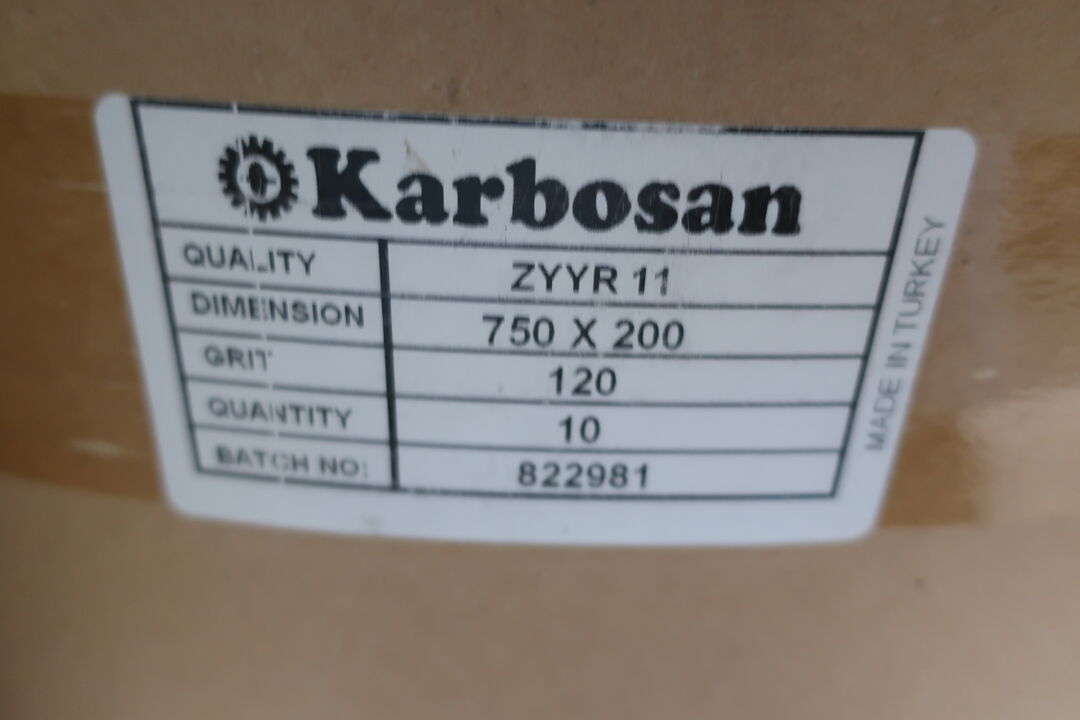 Karbosan
QUALITY ZYYR 11
DIMENSION 750 X 200
GRIT 120
QUANTITY 10
BATCH NO: 822981
MADE IN TURKEY